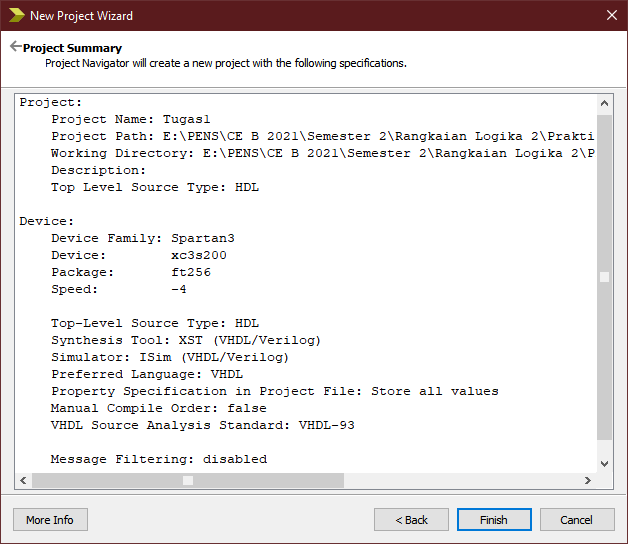 New Project Wizard
Project Summary
Project Navigator will create a new project with the following specifications.
Project:
Project Name: Tugas1
Project Path: E:\PENS\CE B 2021\Semester 2\Rangkaian Logika 2\Prakti
Working Directory: E:\PENS\CE B 2021\Semester 2\Rangkaian Logika 2\P
Description:
Top Level Source Type: HDL
Device:
Device Family: Spartan3
Device: xc3s200
Package: ft256
Speed: -4
Top-Level Source Type: HDL
Synthesis Tool: XST (VHDL/Verilog)
Simulator: ISim (VHDL/Verilog)
Preferred Language: VHDL
Property Specification in Project File: Store all values
Manual Compile Order: false
VHDL Source Analysis Standard: VHDL-93
Message Filtering: disabled
More Info
< Back
Finish
Cancel